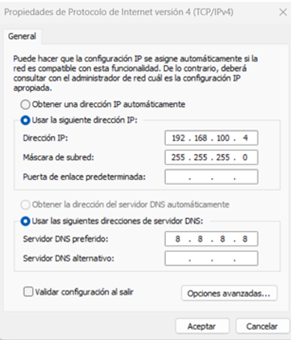 Propiedades de Protocolo de Internet versión 4 (TCP/IPv4)
General
Puede hacer que la configuración IP se asigne automáticamente si la
red es compatible con esta funcionalidad. De lo contrario, deberá
consultar con el administrador de red cuál es la configuración IP
apropiada.
Obtener una dirección IP automáticamente
Usar la siguiente dirección IP:
Dirección IP: 192 . 168 . 100 . 4
Máscara de subred: 255 . 255 . 255 . 0
Puerta de enlace predeterminada: . . .
Obtener la dirección del servidor DNS automáticamente
Usar las siguientes direcciones de servidor DNS:
Servidor DNS preferido: 8 . 8 . 8 . 8
Servidor DNS alternativo: . . .
Validar configuración al salir
Opciones avanzadas...
Aceptar Cancelar